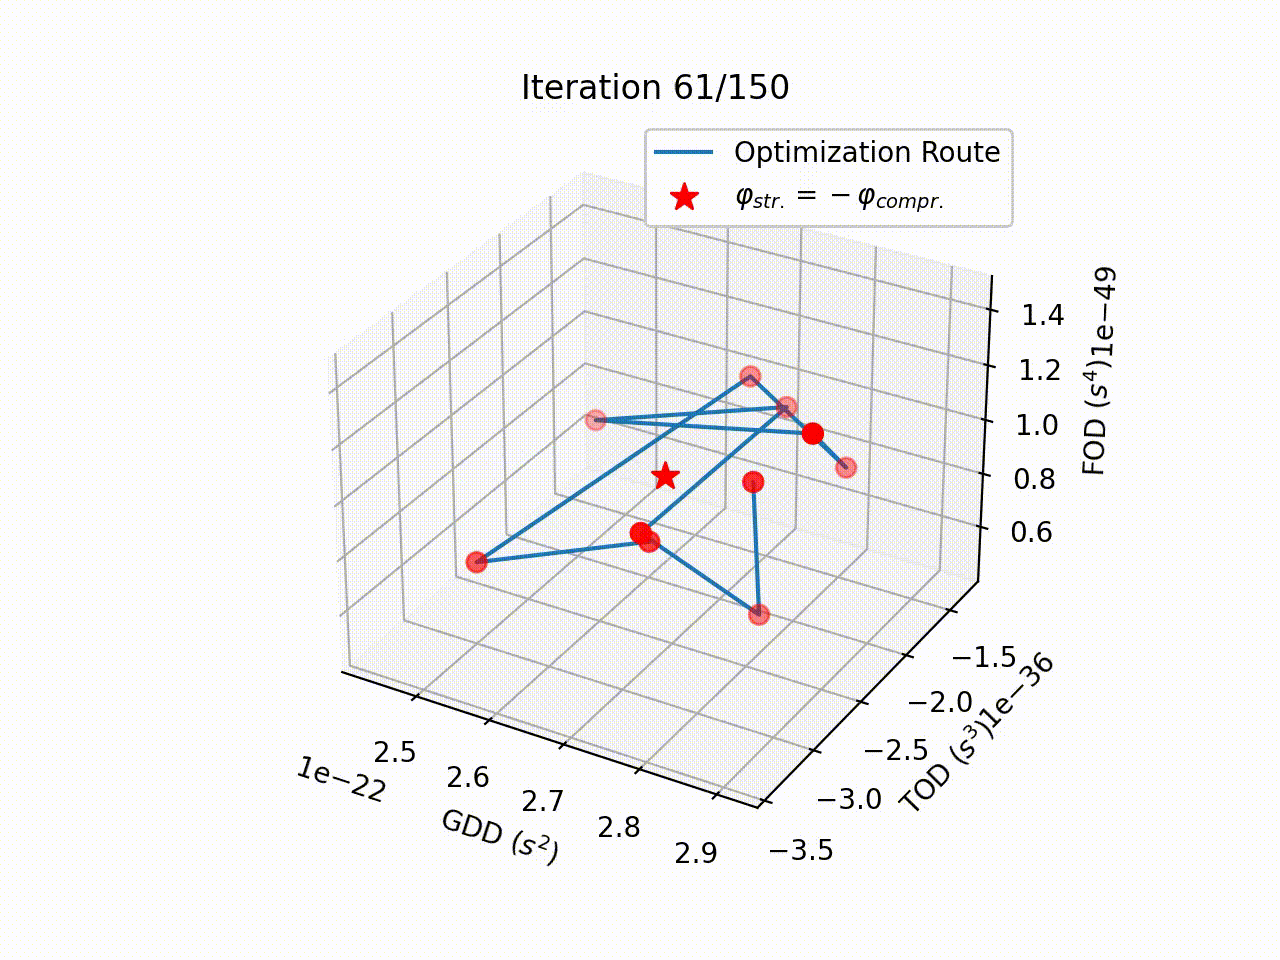 Iteration 61/150
Optimization Route
φstr. = − φcompr.
1.4
1.2
1.0
0.8
0.6
FOD (s⁴)1e−49
−1.5
−2.0
−2.5
−3.0
−3.5
TOD (s³)1e−36
2.5
2.6
2.7
2.8
2.9
1e−22
GDD (s²)